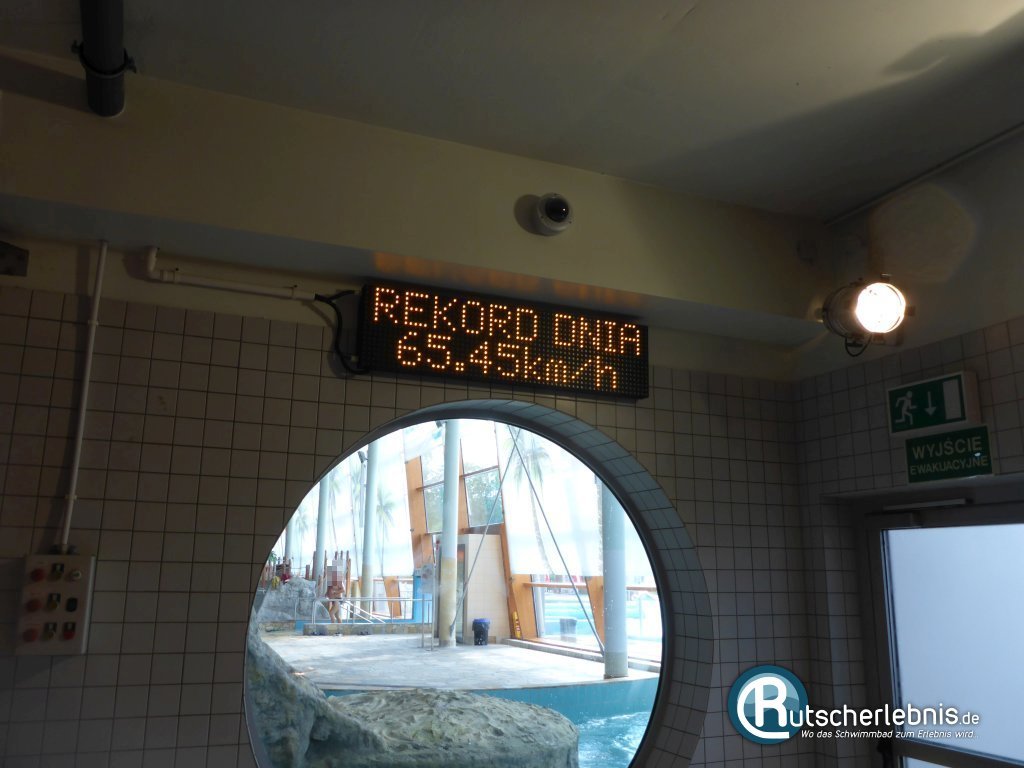 REKORD DNIA
65.45km/h
WYJŚCIE
EWAKUACYJNE
Rutscherlebnis.de
Wo das Schwimmbad zum Erlebnis wird...